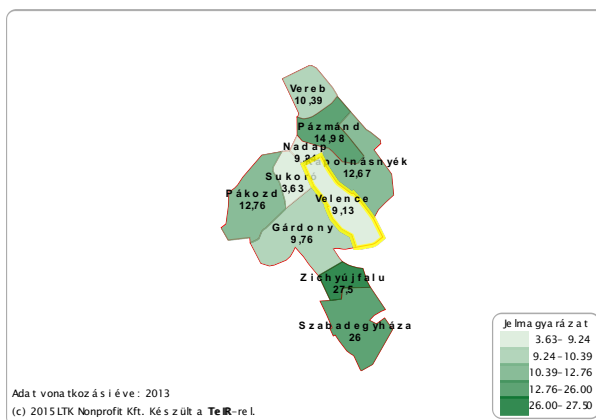 Vereb
10,39
Pázmánd
14,98
Nadap
Kápolnásnyék
12,67
Sukoró
3,63
Velence
9,13
Pákozd
12,76
Gárdony
9,76
Zichyújfalu
27,5
Szabadegyháza
26
Jelmagyarázat
3.63- 9.24
9.24-10.39
10.39-12.76
12.76-26.00
26.00-27.50
Adat vonatkozási éve: 2013
(c) 2015 LTK Nonprofit Kft. Készült a TeIR-rel.